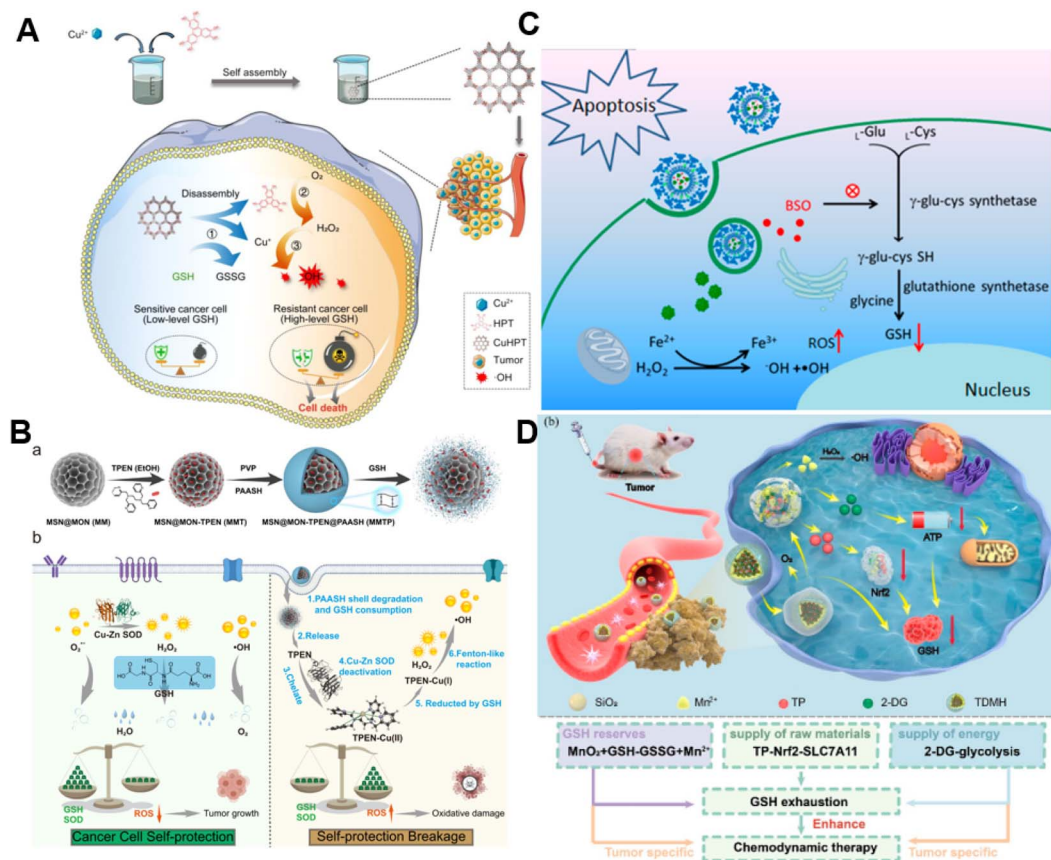 A
Cu²⁺
Self assembly
O₂
Disassembly
②
H₂O₂
①
Cu⁺
③
GSH
GSSG
·OH
Sensitive cancer cell
(Low-level GSH)
Resistant cancer cell
(High-level GSH)
Cell death
Cu²⁺
HPT
CuHPT
Tumor
·OH
C
Apoptosis
L-Glu
L-Cys
BSO
γ-glu-cys synthetase
γ-glu-cys SH
glycine
glutathione synthetase
GSH
Fe²⁺
Fe³⁺
ROS
H₂O₂
⁻OH +•OH
Nucleus
B
a
TPEN (EtOH)
PVP
PAASH
GSH
MSN@MON (MM)
MSN@MON-TPEN (MMT)
MSN@MON-TPEN@PAASH (MMTP)
b
Cu-Zn SOD
O₂•⁻
H₂O₂
•OH
HS
GSH
H₂O
O₂
GSH
SOD
ROS
Tumor growth
Cancer Cell Self-protection
1.PAASH shell degradation
and GSH consumption
2.Release
TPEN
3.Chelate
4.Cu-Zn SOD
deactivation
•OH
6.Fenton-like
reaction
H₂O₂
TPEN-Cu(I)
5. Reducted by GSH
TPEN-Cu(II)
GSH
SOD
ROS
Oxidative damage
Self-protection Breakage
D
(b)
Tumor
H₂O₂
·OH
ATP
O₂
Nrf2
GSH
SiO₂
Mn²⁺
TP
2-DG
TDMH
GSH reserves
MnO₂+GSH-GSSG+Mn²⁺
supply of raw materials
TP-Nrf2-SLC7A11
supply of energy
2-DG-glycolysis
GSH exhaustion
Enhance
Chemodynamic therapy
Tumor specific
Tumor specific